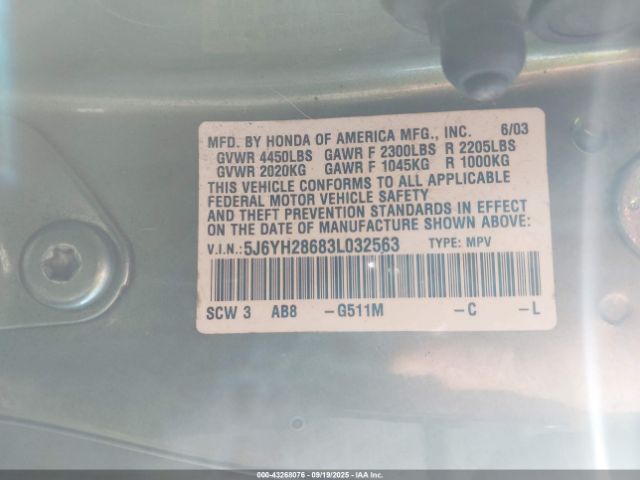 MFD. BY HONDA OF AMERICA MFG., INC. 6/03
GVWR 4450LBS GAWR F 2300LBS R 2205LBS
GVWR 2020KG GAWR F 1045KG R 1000KG
THIS VEHICLE CONFORMS TO ALL APPLICABLE
FEDERAL MOTOR VEHICLE SAFETY
AND THEFT PREVENTION STANDARDS IN EFFECT
ON THE DATE OF MANUFACTURE SHOWN ABOVE:
V.I.N.:5J6YH28683L032563 TYPE: MPV
SCW 3 AB8 -G511M -C -L
000-43268076 - 09/19/2025 - IAA Inc.